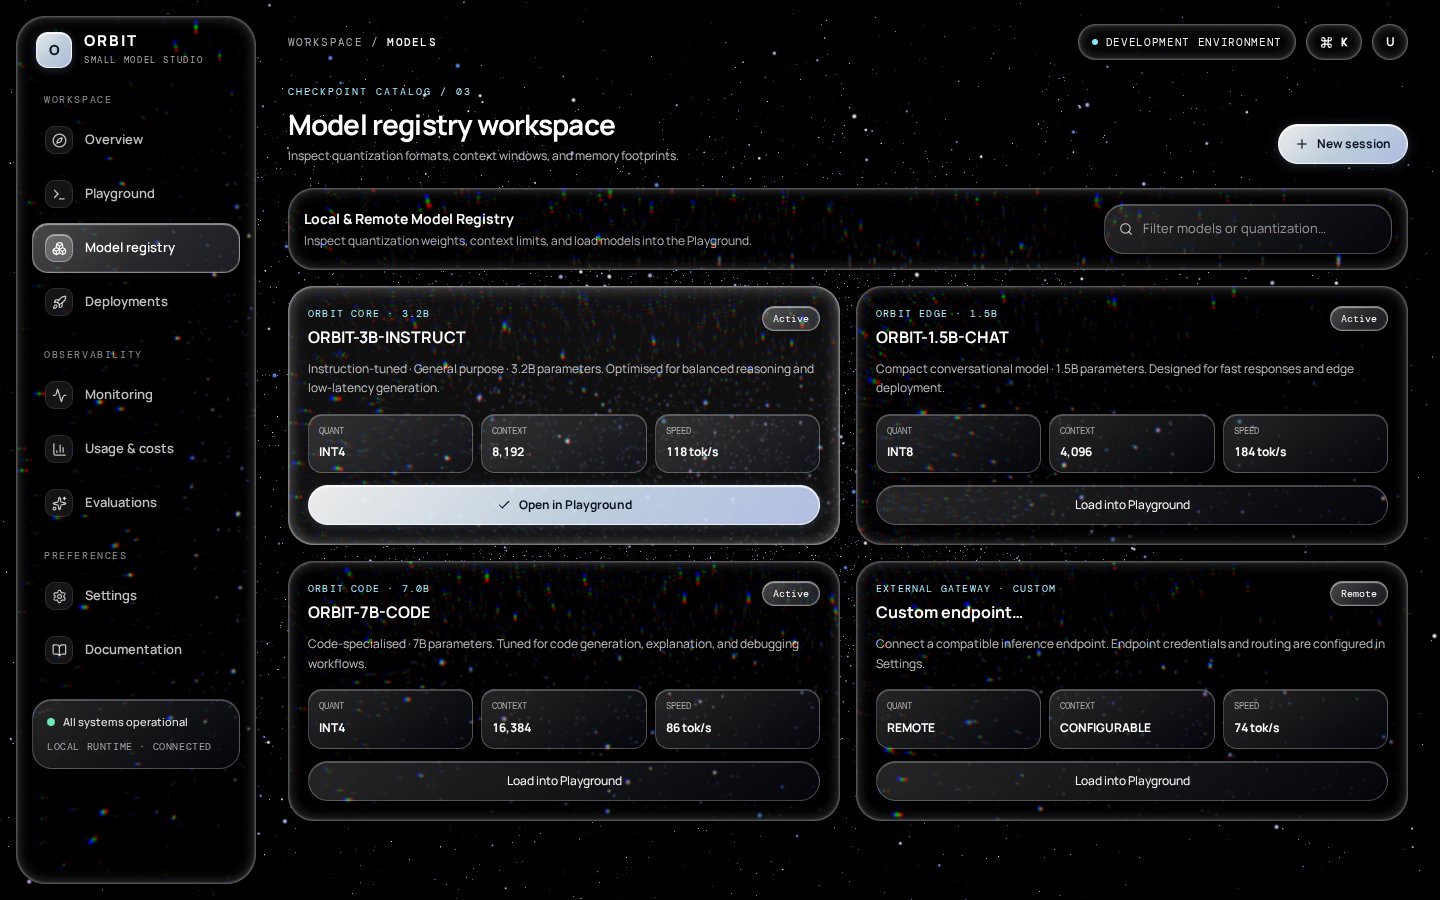 O
ORBIT
SMALL MODEL STUDIO
WORKSPACE
Overview
Playground
Model registry
Deployments
OBSERVABILITY
Monitoring
Usage & costs
Evaluations
PREFERENCES
Settings
Documentation
All systems operational
LOCAL RUNTIME · CONNECTED
WORKSPACE / MODELS
DEVELOPMENT ENVIRONMENT
⌘ K
U
CHECKPOINT CATALOG / 03
Model registry workspace
Inspect quantization formats, context windows, and memory footprints.
New session
Local & Remote Model Registry
Inspect quantization weights, context limits, and load models into the Playground.
Filter models or quantization...
ORBIT CORE · 3.2B
Active
ORBIT-3B-INSTRUCT
Instruction-tuned · General purpose · 3.2B parameters. Optimised for balanced reasoning and
low-latency generation.
QUANT
INT4
CONTEXT
8,192
SPEED
118 tok/s
Open in Playground
ORBIT EDGE · 1.5B
Active
ORBIT-1.5B-CHAT
Compact conversational model · 1.5B parameters. Designed for fast responses and edge
deployment.
QUANT
INT8
CONTEXT
4,096
SPEED
184 tok/s
Load into Playground
ORBIT CODE · 7.0B
Active
ORBIT-7B-CODE
Code-specialised · 7B parameters. Tuned for code generation, explanation, and debugging
workflows.
QUANT
INT4
CONTEXT
16,384
SPEED
86 tok/s
Load into Playground
EXTERNAL GATEWAY · CUSTOM
Remote
Custom endpoint...
Connect a compatible inference endpoint. Endpoint credentials and routing are configured in
Settings.
QUANT
REMOTE
CONTEXT
CONFIGURABLE
SPEED
74 tok/s
Load into Playground